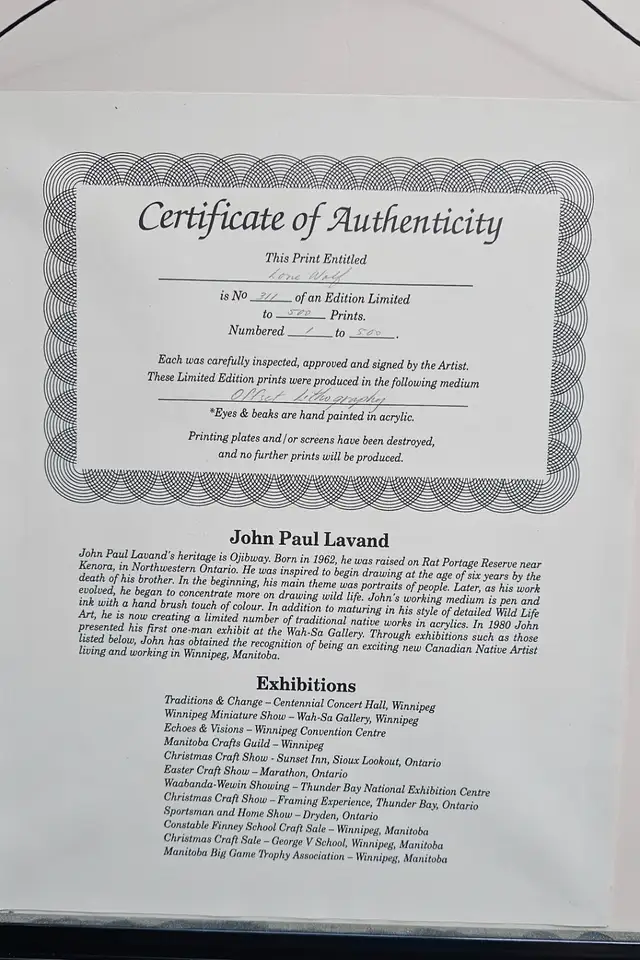 Certificate of Authenticity
This Print Entitled
Lone Wolf
is No 311 of an Edition Limited
to 500 Prints.
Numbered 1 to 500.
Each was carefully inspected, approved and signed by the Artist.
These Limited Edition prints were produced in the following medium
Offset Lithography
*Eyes & beaks are hand painted in acrylic.
Printing plates and/or screens have been destroyed,
and no further prints will be produced.
John Paul Lavand
John Paul Lavand's heritage is Ojibway. Born in 1962, he was raised on Rat Portage Reserve near
Kenora, in Northwestern Ontario. He was inspired to begin drawing at the age of six years by the
death of his brother. In the beginning, his main theme was portraits of people. Later, as his work
evolved, he began to concentrate more on drawing wild life. John's working medium is pen and
ink with a hand brush touch of colour. In addition to maturing in his style of detailed Wild Life
Art, he is now creating a limited number of traditional native works in acrylics. In 1980 John
presented his first one-man exhibit at the Wah-Sa Gallery. Through exhibitions such as those
listed below, John has obtained the recognition of being an exciting new Canadian Native Artist
living and working in Winnipeg, Manitoba.
Exhibitions
Traditions & Change – Centennial Concert Hall, Winnipeg
Winnipeg Miniature Show – Wah-Sa Gallery, Winnipeg
Echoes & Visions – Winnipeg Convention Centre
Manitoba Crafts Guild – Winnipeg
Christmas Craft Show - Sunset Inn, Sioux Lookout, Ontario
Easter Craft Show – Marathon, Ontario
Waabanda-Wewin Showing – Thunder Bay National Exhibition Centre
Christmas Craft Show – Framing Experience, Thunder Bay, Ontario
Sportsman and Home Show – Dryden, Ontario
Constable Finney School Craft Sale – Winnipeg, Manitoba
Christmas Craft Sale – George V School, Winnipeg, Manitoba
Manitoba Big Game Trophy Association – Winnipeg, Manitoba